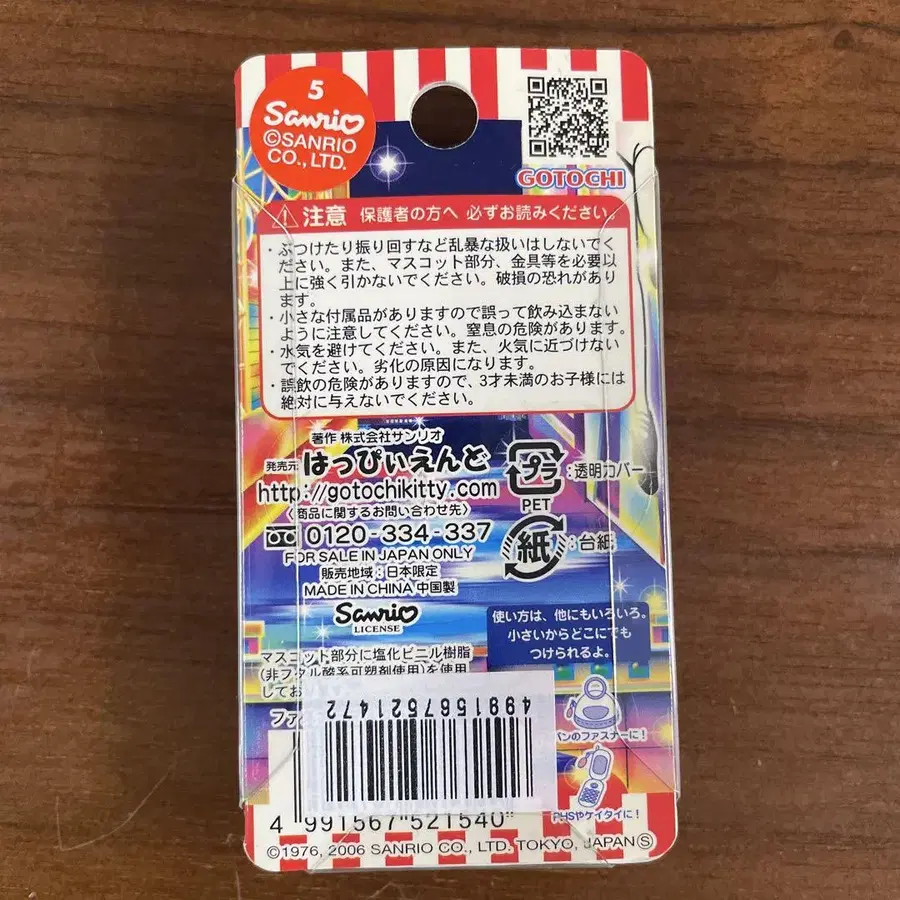 5
Sanrio
©SANRIO
CO., LTD.
GOTOCHI
注意 保護者の方へ 必ずお読みください。
・ぶつけたり振り回すなど乱暴な扱いはしないでく
ださい。また、マスコット部分、金具等を必要以
上に強く引かないでください。破損の恐れがあり
ます。
・小さな付属品がありますので誤って飲み込まない
ように注意してください。窒息の危険があります。
・水気を避けてください。また、火気に近づけない
でください。劣化の原因になります。
・誤飲の危険がありますので、3才未満のお子様には
絶対に与えないでください。
著作 株式会社サンリオ
発売元 はっぴぃえんど
http://gotochikitty.com
〈商品に関するお問い合わせ先〉
0120-334-337
FOR SALE IN JAPAN ONLY
販売地域:日本限定
MADE IN CHINA 中国製
Sanrio
LICENSE
プラ :透明カバー
PET
紙 :台紙
使い方は、他にもいろいろ。
小さいからどこにでも
つけられるよ。
マスコット部分に塩化ビニル樹脂
(非フタル酸系可塑剤使用)を使用
してお
ファ
4991567521472
パンのファスナーに!
PHSやケイタイに!
4 991567 521540
©1976, 2006 SANRIO CO., LTD. TOKYO, JAPAN Ⓢ